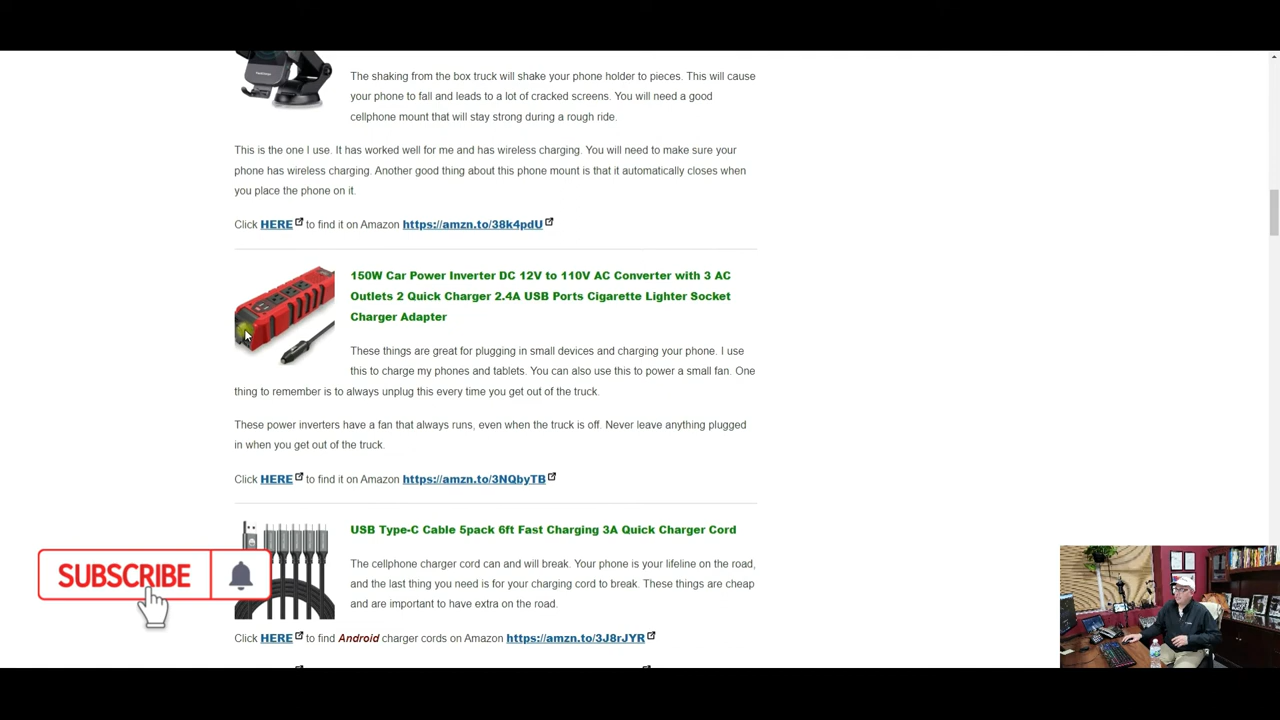 The shaking from the box truck will shake your phone holder to pieces. This will cause
your phone to fall and leads to a lot of cracked screens. You will need a good
cellphone mount that will stay strong during a rough ride.
This is the one I use. It has worked well for me and has wireless charging. You will need to make sure your
phone has wireless charging. Another good thing about this phone mount is that it automatically closes when
you place the phone on it.
Click HERE to find it on Amazon https://amzn.to/38k4pdU
150W Car Power Inverter DC 12V to 110V AC Converter with 3 AC
Outlets 2 Quick Charger 2.4A USB Ports Cigarette Lighter Socket
Charger Adapter
These things are great for plugging in small devices and charging your phone. I use
this to charge my phones and tablets. You can also use this to power a small fan. One
thing to remember is to always unplug this every time you get out of the truck.
These power inverters have a fan that always runs, even when the truck is off. Never leave anything plugged
in when you get out of the truck.
Click HERE to find it on Amazon https://amzn.to/3NQbyTB
USB Type-C Cable 5pack 6ft Fast Charging 3A Quick Charger Cord
The cellphone charger cord can and will break. Your phone is your lifeline on the road,
and the last thing you need is for your charging cord to break. These things are cheap
and are important to have extra on the road.
SUBSCRIBE
Click HERE to find Android charger cords on Amazon https://amzn.to/3J8rJYR